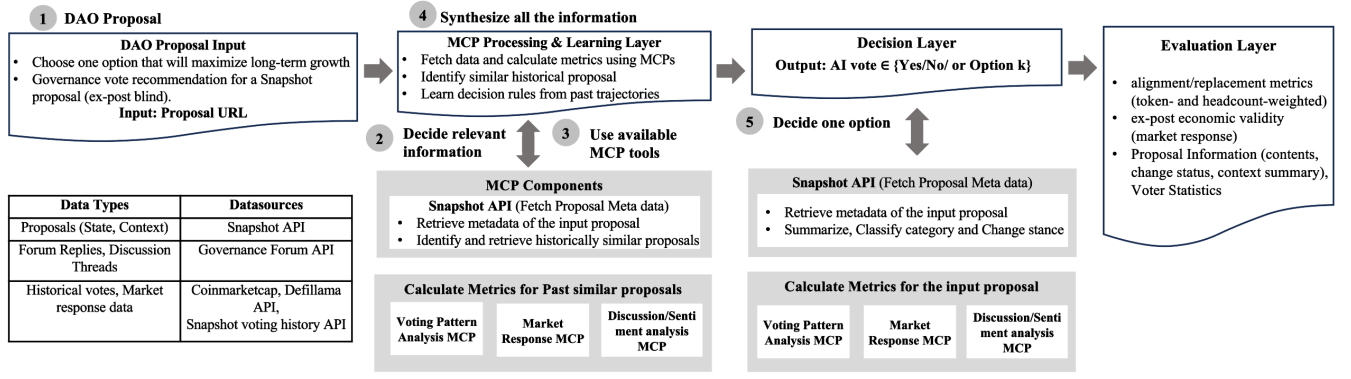 1 DAO Proposal
DAO Proposal Input
• Choose one option that will maximize long-term growth
• Governance vote recommendation for a Snapshot
proposal (ex-post blind).
Input: Proposal URL
4 Synthesize all the information
MCP Processing & Learning Layer
• Fetch data and calculate metrics using MCPs
• Identify similar historical proposal
• Learn decision rules from past trajectories
2 Decide relevant
information
3 Use available
MCP tools
MCP Components
Snapshot API (Fetch Proposal Meta data)
• Retrieve metadata of the input proposal
• Identify and retrieve historically similar proposals
Calculate Metrics for Past similar proposals
Voting Pattern
Analysis MCP
Market
Response MCP
Discussion/Senti
ment analysis
MCP
Decision Layer
Output: AI vote ∈ {Yes/No/ or Option k}
5 Decide one option
Snapshot API (Fetch Proposal Meta data)
• Retrieve metadata of the input proposal
• Summarize, Classify category and Change stance
Calculate Metrics for the input proposal
Voting Pattern
Analysis MCP
Market
Response MCP
Discussion/Senti
ment analysis
MCP
Evaluation Layer
• alignment/replacement metrics
(token- and headcount-weighted)
• ex-post economic validity
(market response)
• Proposal Information (contents,
change status, context summary),
Voter Statistics
Data Types Datasources
Proposals (State, Context) Snapshot API
Forum Replies, Discussion
Threads
Governance Forum API
Historical votes, Market
response data
Coinmarketcap, Defillama
API,
Snapshot voting history API